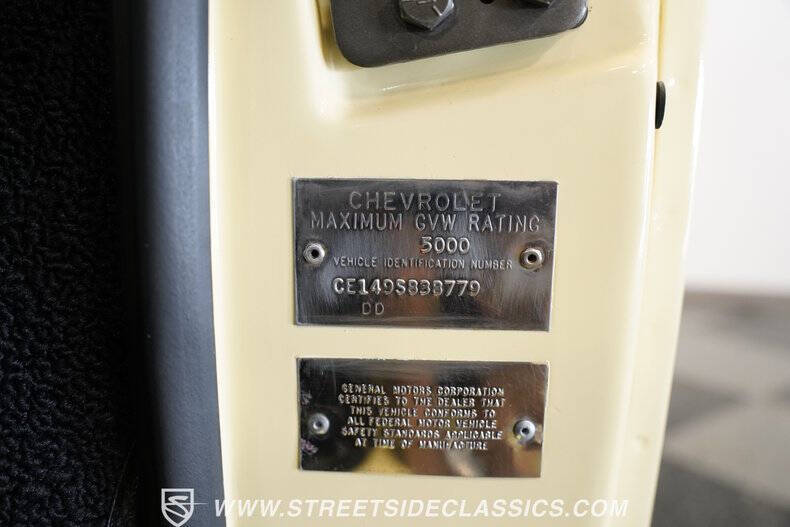 CHEVROLET
MAXIMUM GVW RATING
5000
VEHICLE IDENTIFICATION NUMBER
CE149S838779
DD
GENERAL MOTORS CORPORATION
CERTIFIES TO THE DEALER THAT
THIS VEHICLE CONFORMS TO
ALL FEDERAL MOTOR VEHICLE
SAFETY STANDARDS APPLICABLE
AT TIME OF MANUFACTURE
WWW.STREETSIDECLASSICS.COM